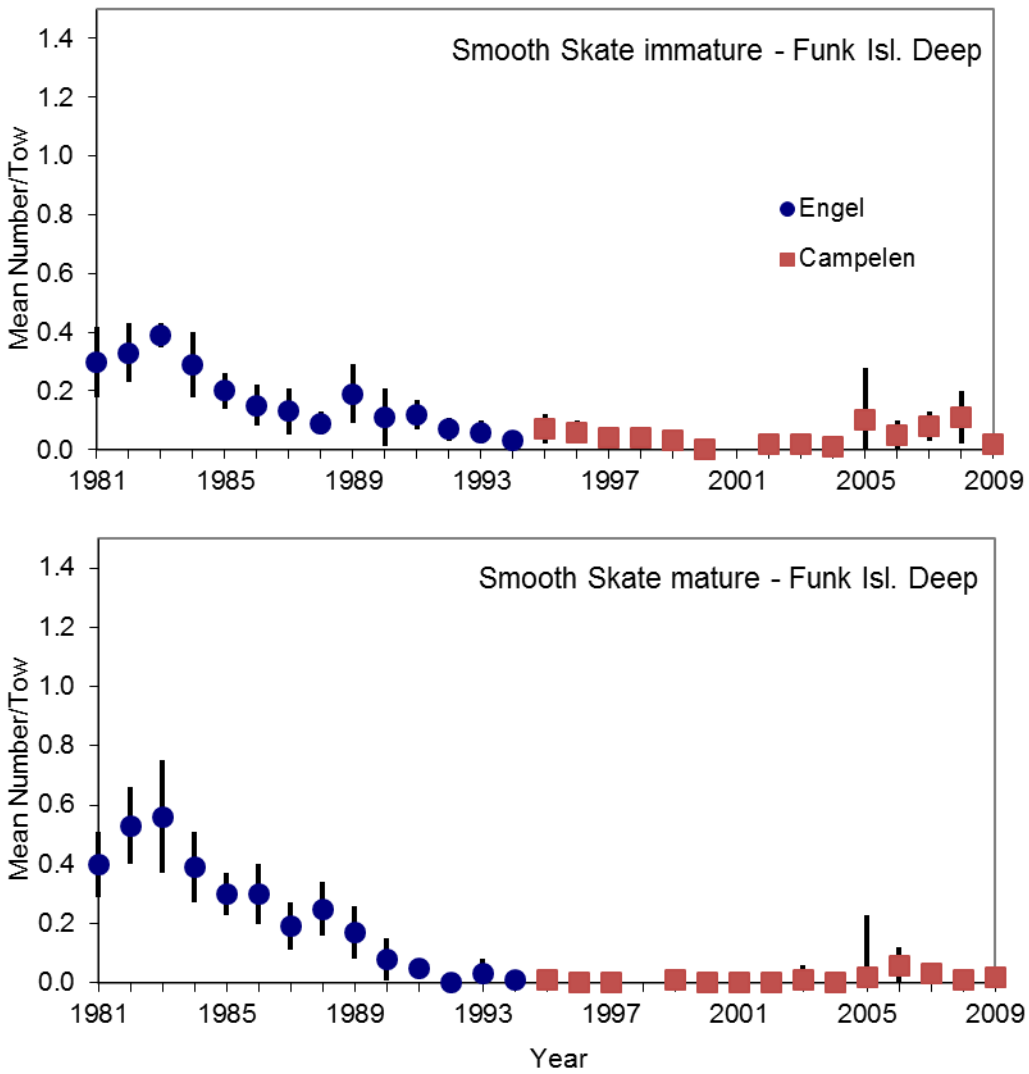 Smooth Skate immature - Funk Isl. Deep
Mean Number/Tow
1.4
1.2
1.0
0.8
0.6
0.4
0.2
0.0
Engel
Campelen
1981 1985 1989 1993 1997 2001 2005 2009
Smooth Skate mature - Funk Isl. Deep
Mean Number/Tow
1.4
1.2
1.0
0.8
0.6
0.4
0.2
0.0
1981 1985 1989 1993 1997 2001 2005 2009
Year